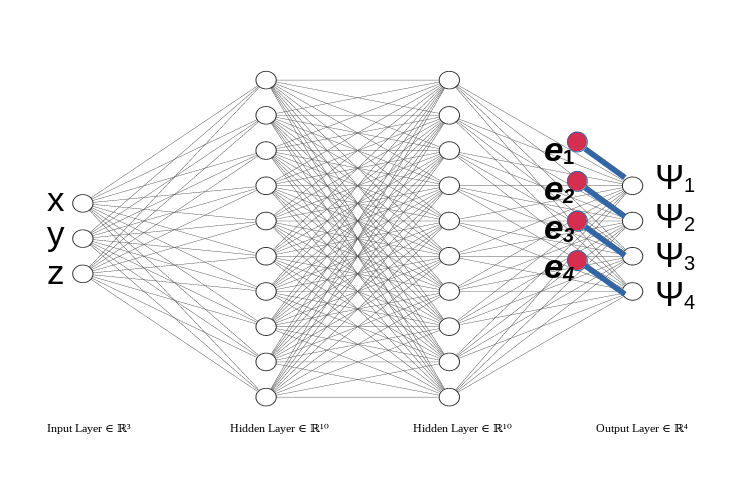 x
y
z
e₁
e₂
e₃
e₄
Ψ₁
Ψ₂
Ψ₃
Ψ₄
Input Layer ∈ ℝ³
Hidden Layer ∈ ℝ¹⁰
Hidden Layer ∈ ℝ¹⁰
Output Layer ∈ ℝ⁴